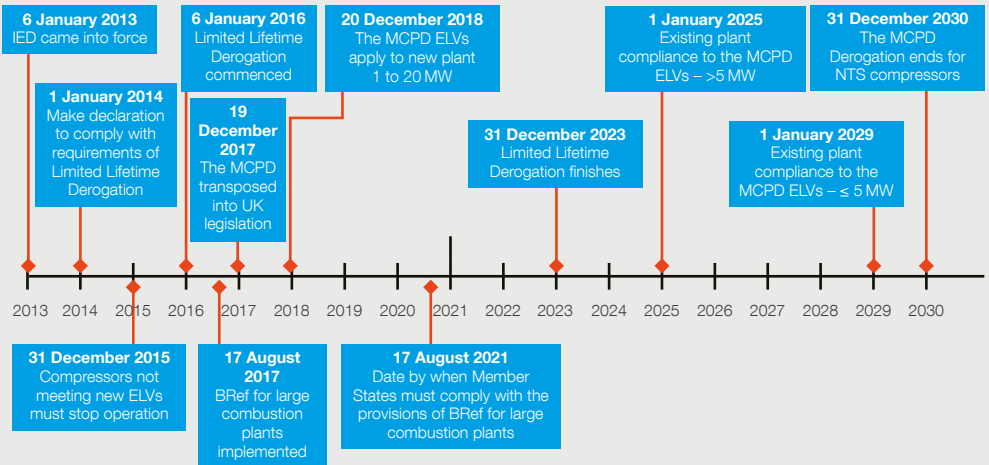 6 January 2013
IED came into force
1 January 2014
Make declaration
to comply with
requirements of
Limited Lifetime
Derogation
6 January 2016
Limited Lifetime
Derogation
commenced
19
December
2017
The MCPD
transposed
into UK
legislation
20 December 2018
The MCPD ELVs
apply to new plant
1 to 20 MW
31 December 2023
Limited Lifetime
Derogation finishes
1 January 2025
Existing plant
compliance to the MCPD
ELVs – >5 MW
1 January 2029
Existing plant
compliance to the
MCPD ELVs – ≤ 5 MW
31 December 2030
The MCPD
Derogation ends for
NTS compressors
2013 2014 2015 2016 2017 2018 2019 2020 2021 2022 2023 2024 2025 2026 2027 2028 2029 2030
31 December 2015
Compressors not
meeting new ELVs
must stop operation
17 August
2017
BRef for large
combustion
plants
implemented
17 August 2021
Date by when Member
States must comply with the
provisions of BRef for large
combustion plants